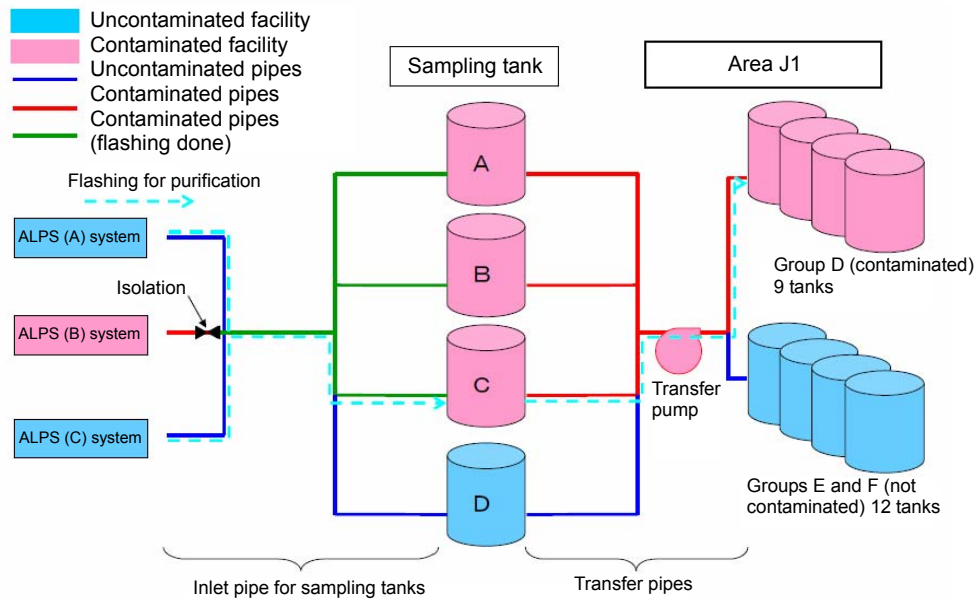 Uncontaminated facility
Contaminated facility
Uncontaminated pipes
Contaminated pipes
Contaminated pipes
(flashing done)
Sampling tank
Area J1
Flashing for purification
ALPS (A) system
Isolation
ALPS (B) system
ALPS (C) system
A
B
C
D
Transfer
pump
Group D (contaminated)
9 tanks
Groups E and F (not
contaminated) 12 tanks
Inlet pipe for sampling tanks
Transfer pipes